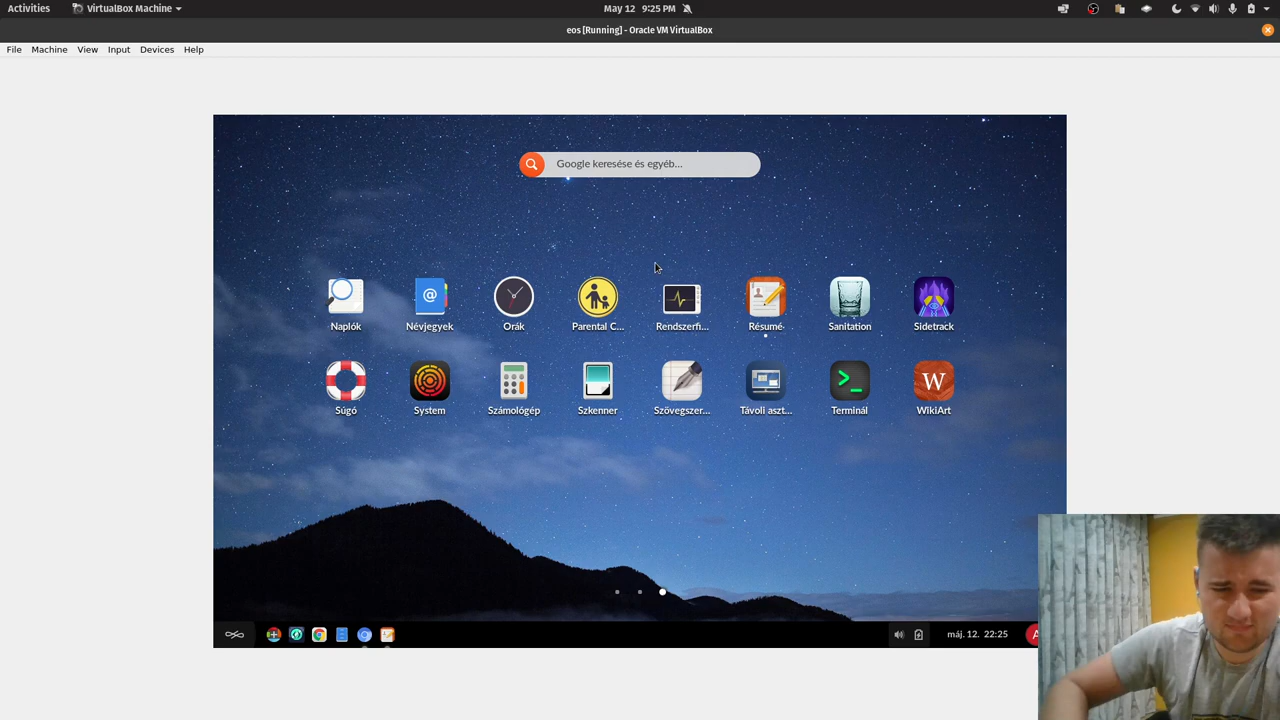 Activities VirtualBox Machine May 12 9:25 PM
eos [Running] - Oracle VM VirtualBox
File Machine View Input Devices Help
Google keresése és egyéb...
Naplók Névjegyek Órák Parental C... Rendszerfi... Résumé Sanitation Sidetrack
Súgó System Számológép Szkenner Szövegszer... Távoli aszt... Terminál WikiArt
máj. 12. 22:25